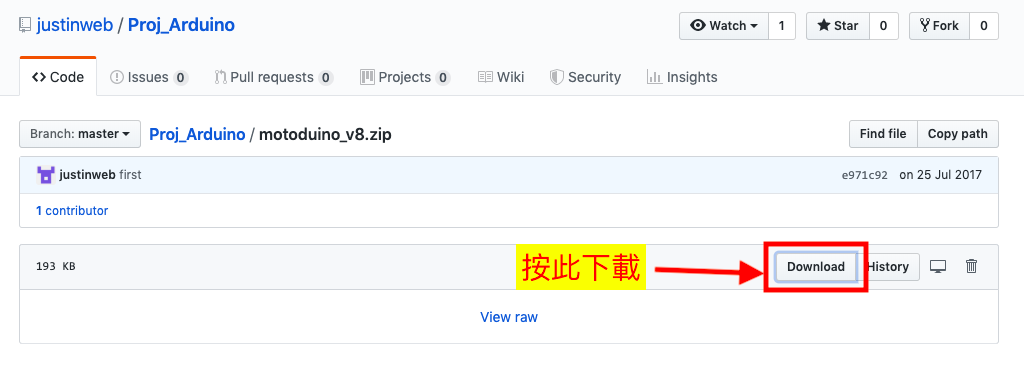 justinweb / Proj_Arduino
Watch 1 Star 0 Fork 0
Code Issues 0 Pull requests 0 Projects 0 Wiki Security Insights
Branch: master Proj_Arduino / motoduino_v8.zip Find file Copy path
justinweb first e971c92 on 25 Jul 2017
1 contributor
193 KB 按此下載 Download History
View raw